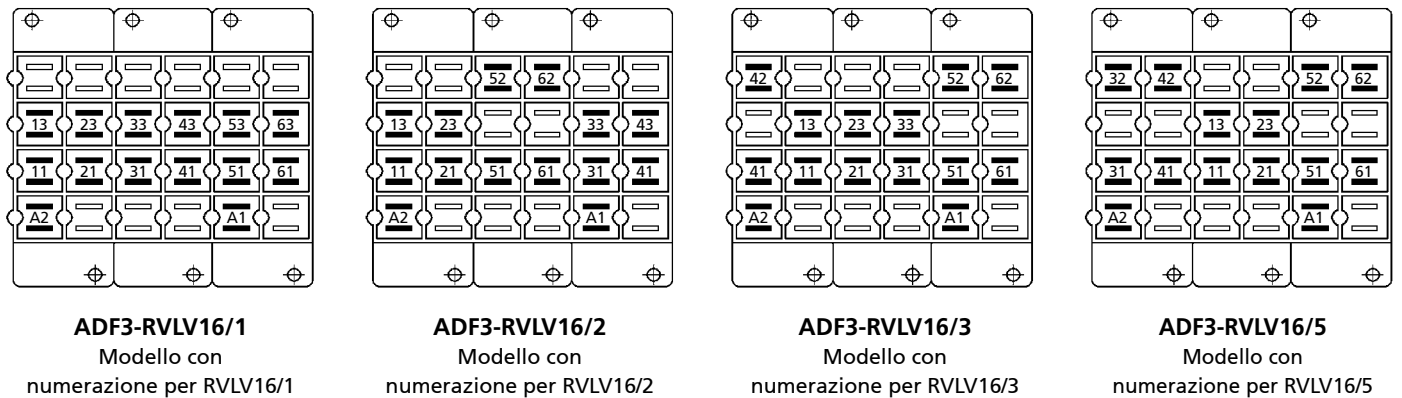 52 62 42 52 62 32 42 52 62
13 23 33 43 53 63 13 23 33 43 13 23 33 13 23
11 21 31 41 51 61 11 21 51 61 31 41 41 11 21 31 51 61 31 41 11 21 51 61
A2 A1 A2 A1 A2 A1 A2 A1
ADF3-RVLV16/1 ADF3-RVLV16/2 ADF3-RVLV16/3 ADF3-RVLV16/5
Modello con Modello con Modello con Modello con
numerazione per RVLV16/1 numerazione per RVLV16/2 numerazione per RVLV16/3 numerazione per RVLV16/5